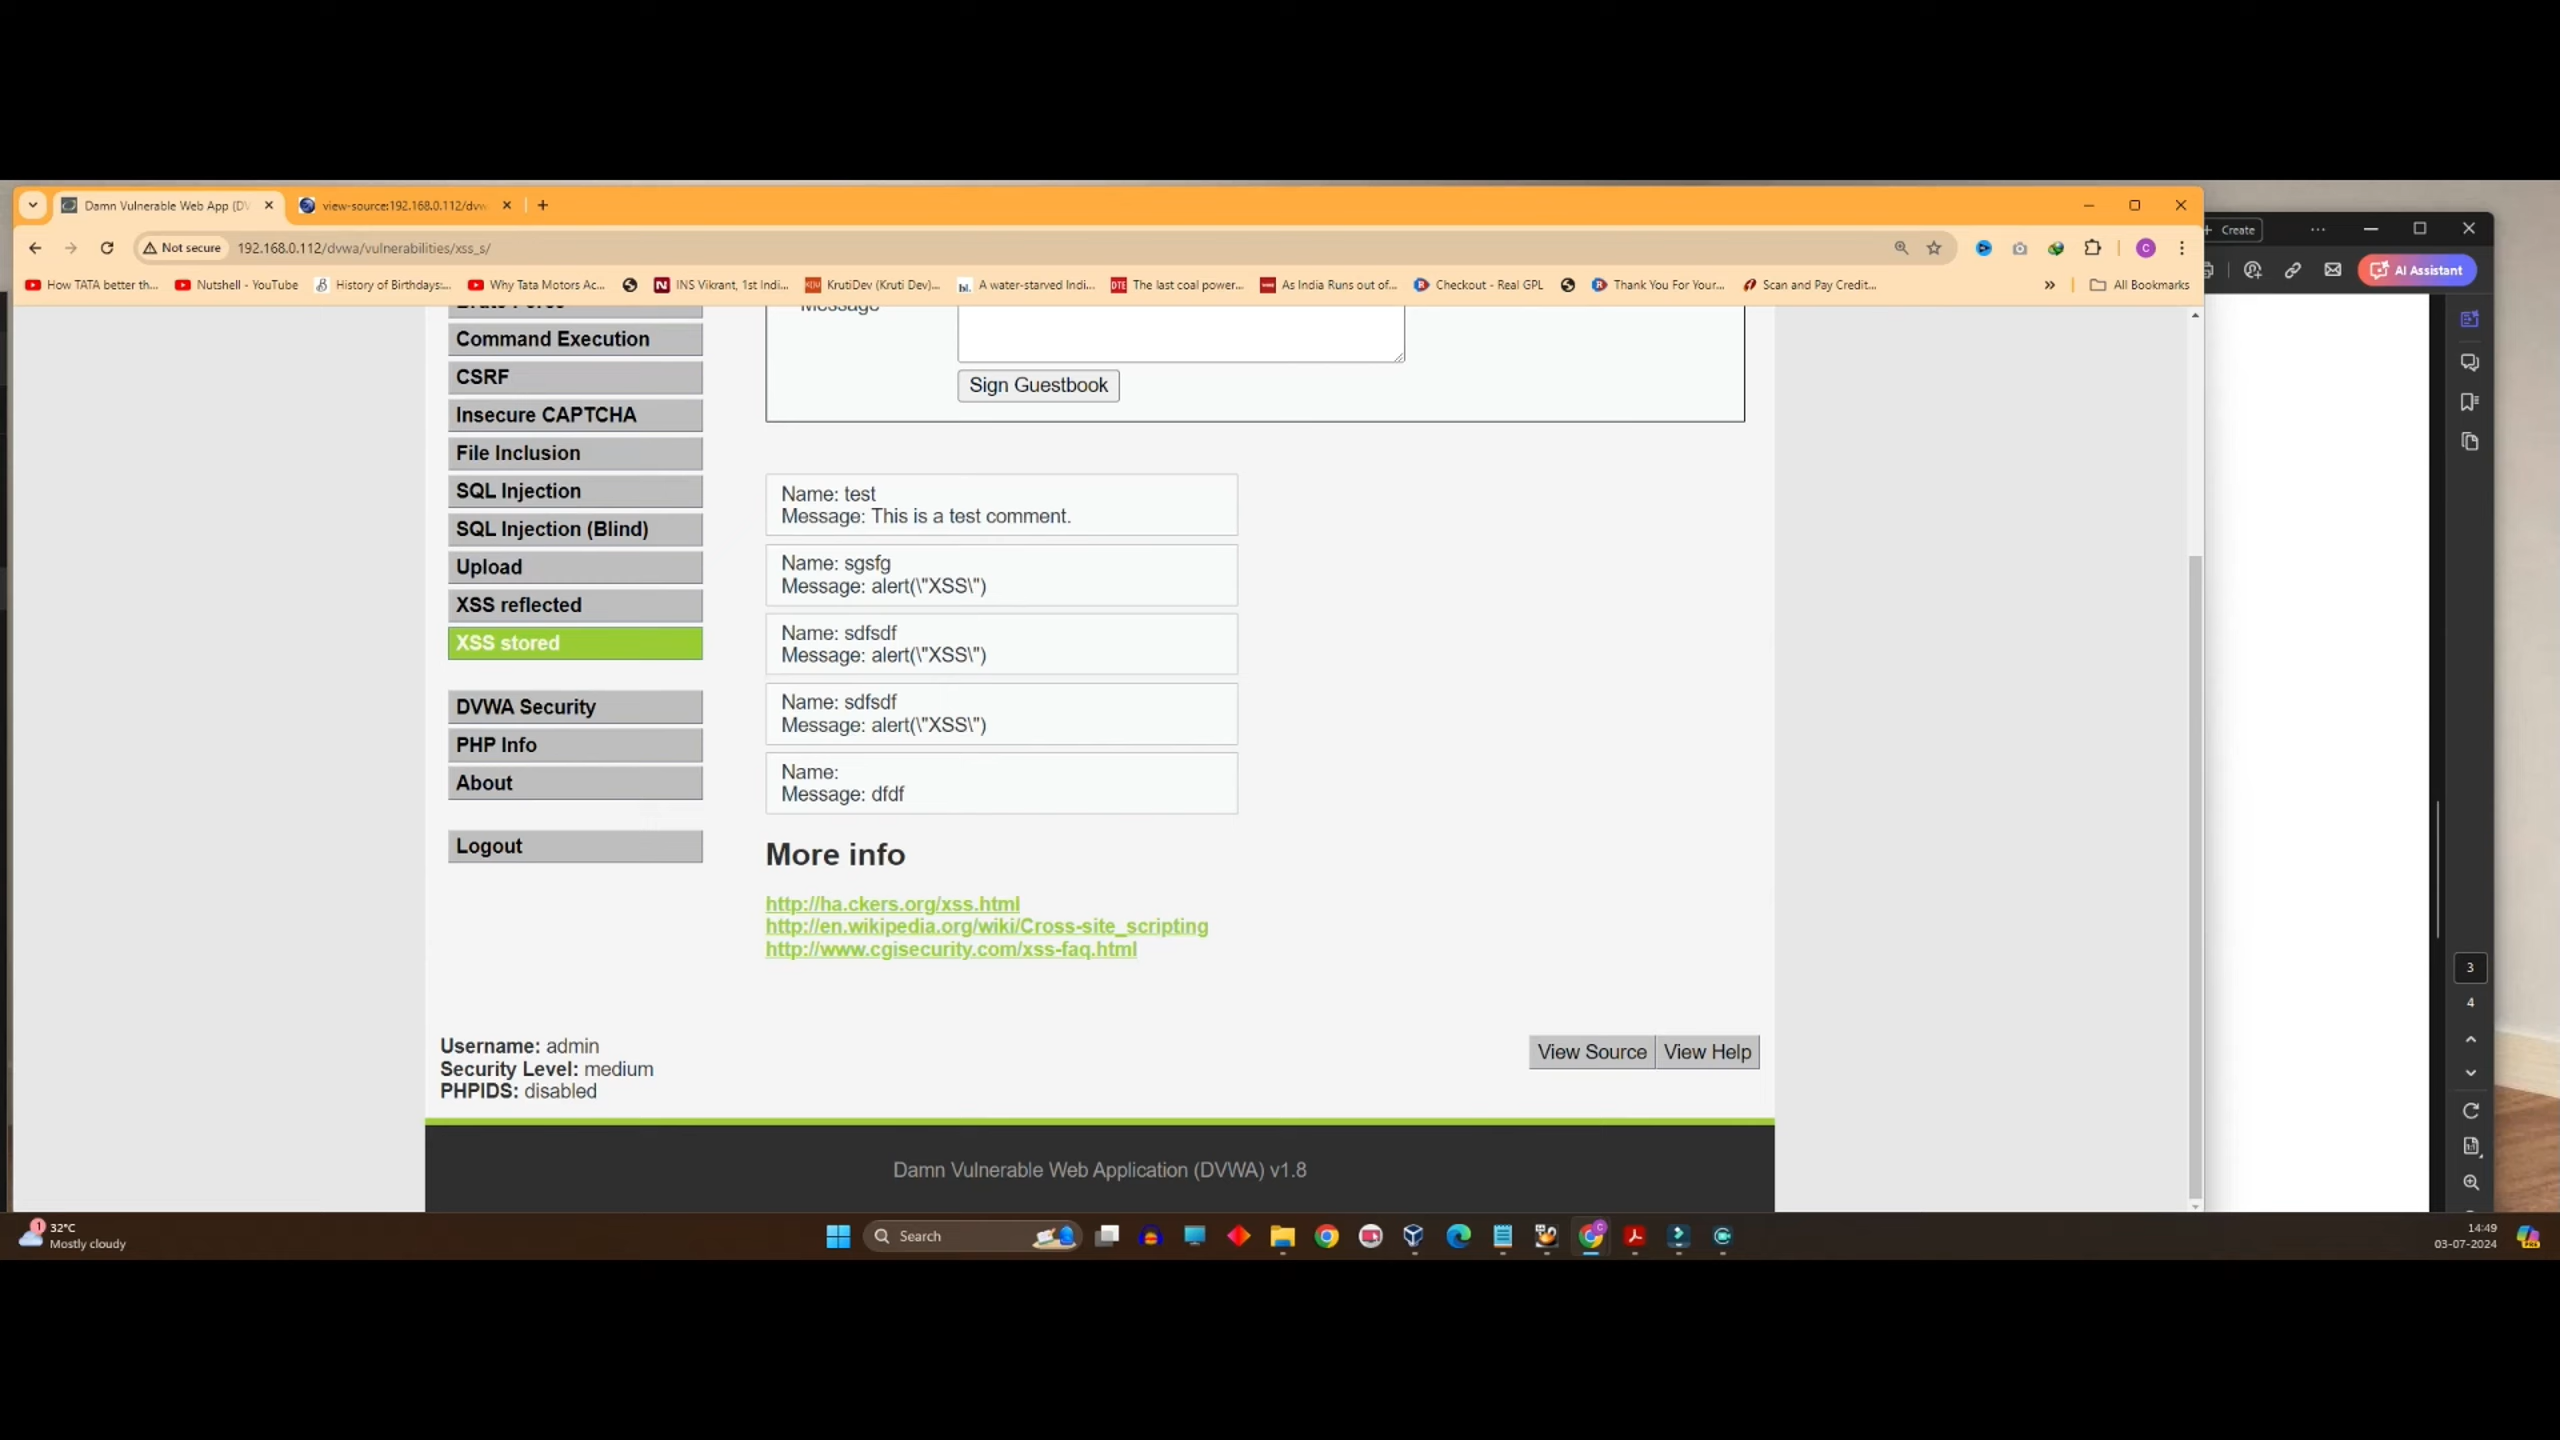 Damn Vulnerable Web App (DV
view-source:192.168.0.112/dvw
Not secure
192.168.0.112/dvwa/vulnerabilities/xss_s/
Create
AI Assistant
How TATA better th...
Nutshell - YouTube
History of Birthdays:...
Why Tata Motors Ac...
INS Vikrant, 1st Indi...
KrutiDev (Kruti Dev)...
A water-starved Indi...
The last coal power...
As India Runs out of...
Checkout - Real GPL
Thank You For Your...
Scan and Pay Credit...
All Bookmarks
Brute Force
Command Execution
CSRF
Insecure CAPTCHA
File Inclusion
SQL Injection
SQL Injection (Blind)
Upload
XSS reflected
XSS stored
DVWA Security
PHP Info
About
Logout
Message
Sign Guestbook
Name: test
Message: This is a test comment.
Name: sgsfg
Message: alert(\"XSS\")
Name: sdfsdf
Message: alert(\"XSS\")
Name: sdfsdf
Message: alert(\"XSS\")
Name:
Message: dfdf
More info
http://ha.ckers.org/xss.html
http://en.wikipedia.org/wiki/Cross-site_scripting
http://www.cgisecurity.com/xss-faq.html
Username: admin
Security Level: medium
PHPIDS: disabled
View Source
View Help
Damn Vulnerable Web Application (DVWA) v1.8
3
4
1
32°C
Mostly cloudy
Search
14:49
03-07-2024